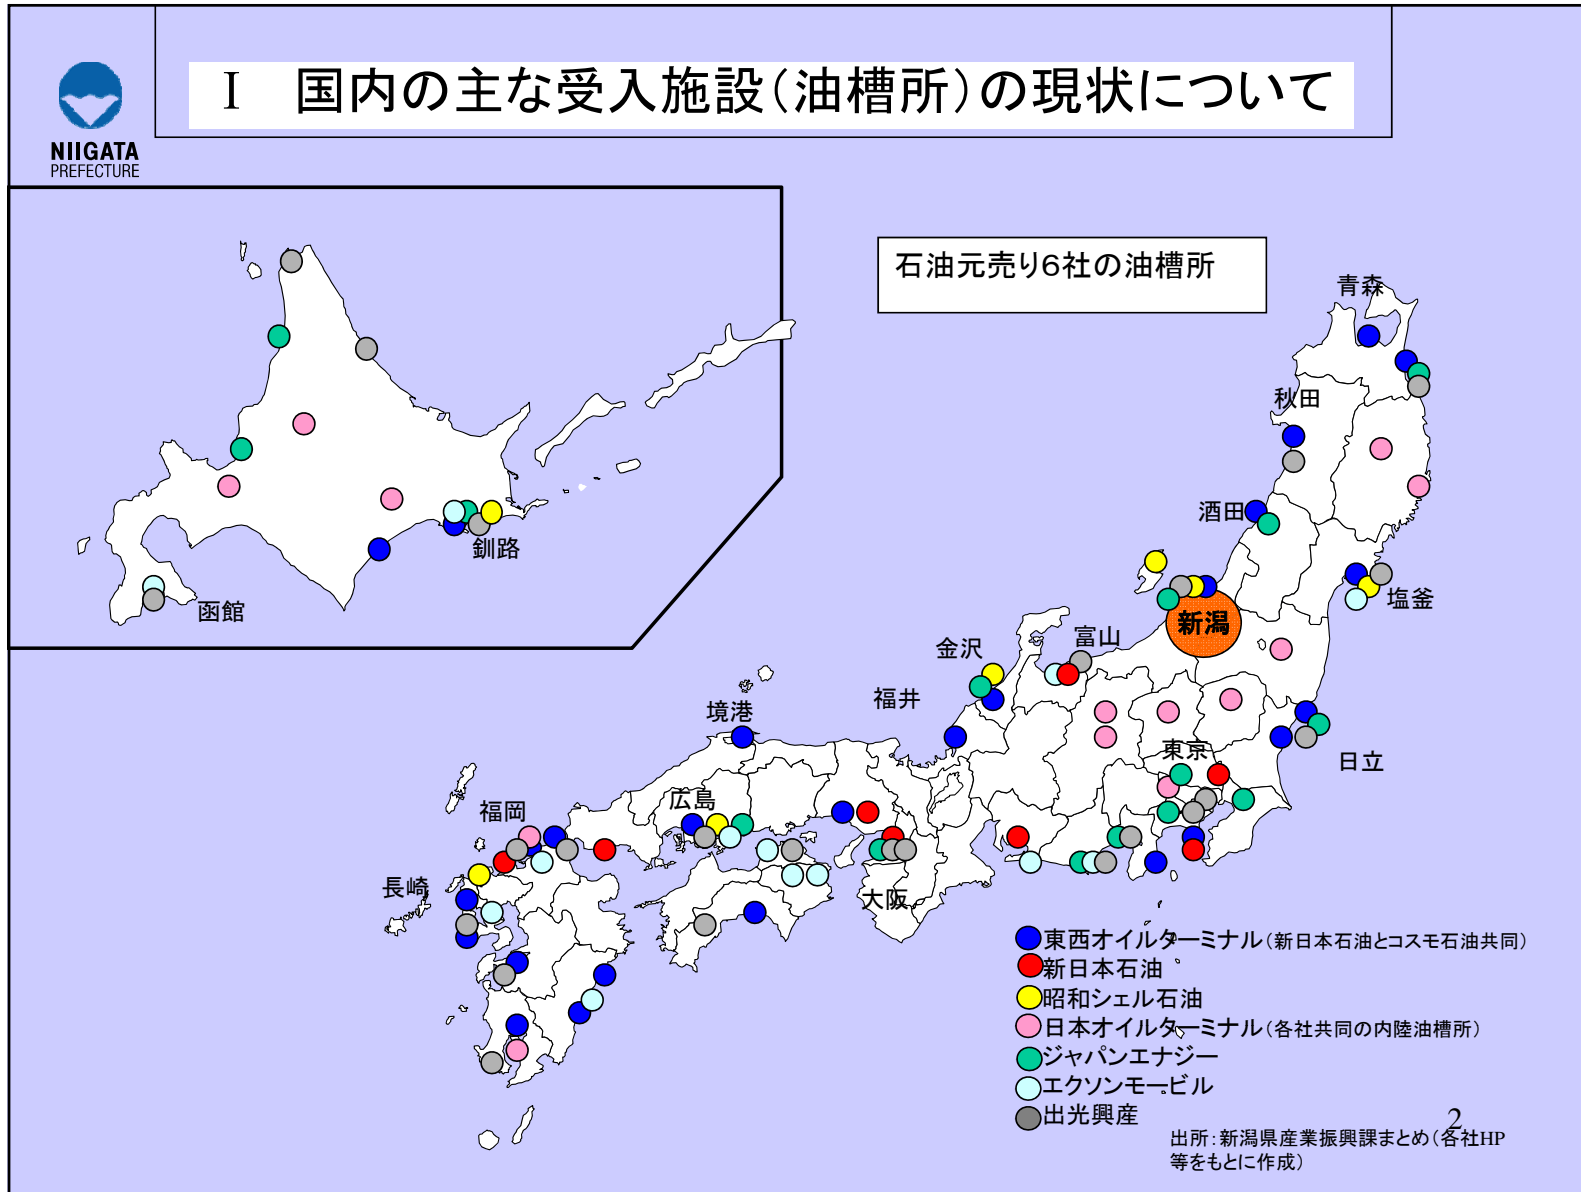 Ⅰ　国内の主な受入施設（油槽所）の現状について
NIIGATA
PREFECTURE
石油元売り６社の油槽所
青森
秋田
酒田
釧路
函館
塩釜
新潟
富山
金沢
福井
境港
日立
東京
広島
福岡
長崎
大阪
東西オイルターミナル（新日本石油とコスモ石油共同）
新日本石油
昭和シェル石油
日本オイルターミナル（各社共同の内陸油槽所）
ジャパンエナジー
エクソンモービル
出光興産
2
出所：新潟県産業振興課まとめ（各社HP
等をもとに作成）